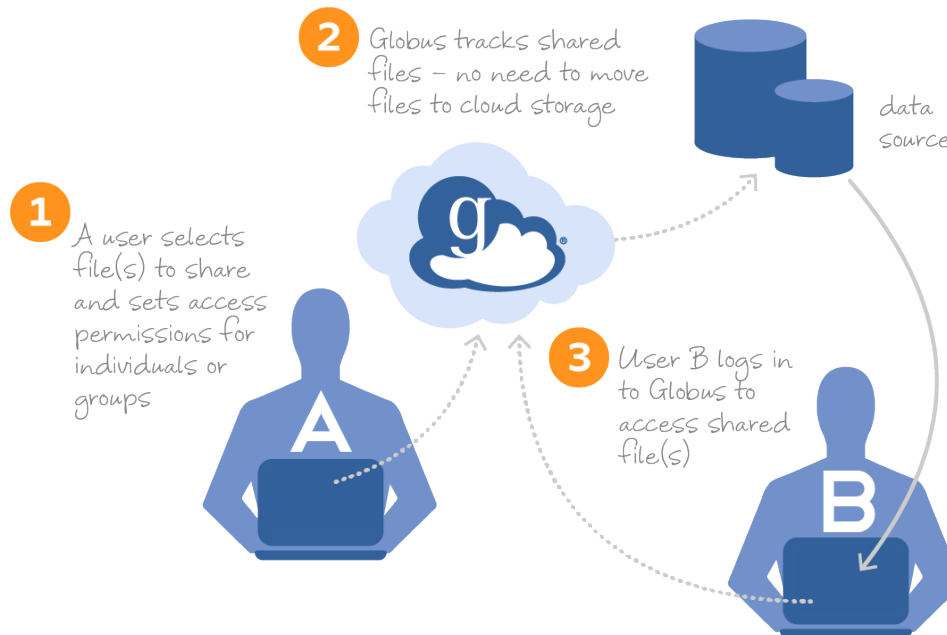 1
A user selects
file(s) to share
and sets access
permissions for
individuals or
groups
2
Globus tracks shared
files – no need to move
files to cloud storage
data
source
g
®
3
User B logs in
to Globus to
access shared
file(s)
A
B